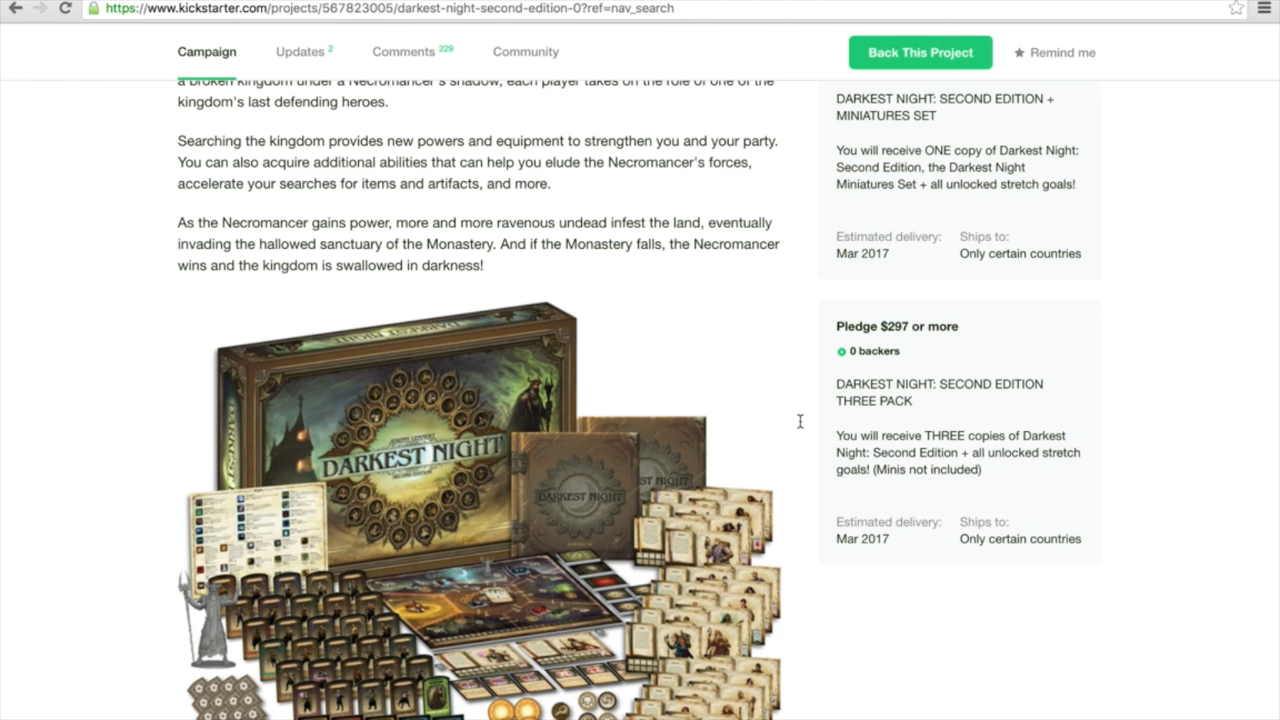 https://www.kickstarter.com/projects/567823005/darkest-night-second-edition-0?ref=nav_search
Campaign Updates 2 Comments 229 Community Back This Project Remind me
a broken kingdom under a Necromancer's shadow, each player takes on the role of one of the
kingdom's last defending heroes.
Searching the kingdom provides new powers and equipment to strengthen you and your party.
You can also acquire additional abilities that can help you elude the Necromancer's forces,
accelerate your searches for items and artifacts, and more.
As the Necromancer gains power, more and more ravenous undead infest the land, eventually
invading the hallowed sanctuary of the Monastery. And if the Monastery falls, the Necromancer
wins and the kingdom is swallowed in darkness!
DARKEST NIGHT
SECOND EDITION
DARKEST NIGHT
DARKEST NIGHT: SECOND EDITION +
MINIATURES SET
You will receive ONE copy of Darkest Night:
Second Edition, the Darkest Night
Miniatures Set + all unlocked stretch goals!
Estimated delivery: Ships to:
Mar 2017 Only certain countries
Pledge $297 or more
0 backers
DARKEST NIGHT: SECOND EDITION
THREE PACK
You will receive THREE copies of Darkest
Night: Second Edition + all unlocked stretch
goals! (Minis not included)
Estimated delivery: Ships to:
Mar 2017 Only certain countries